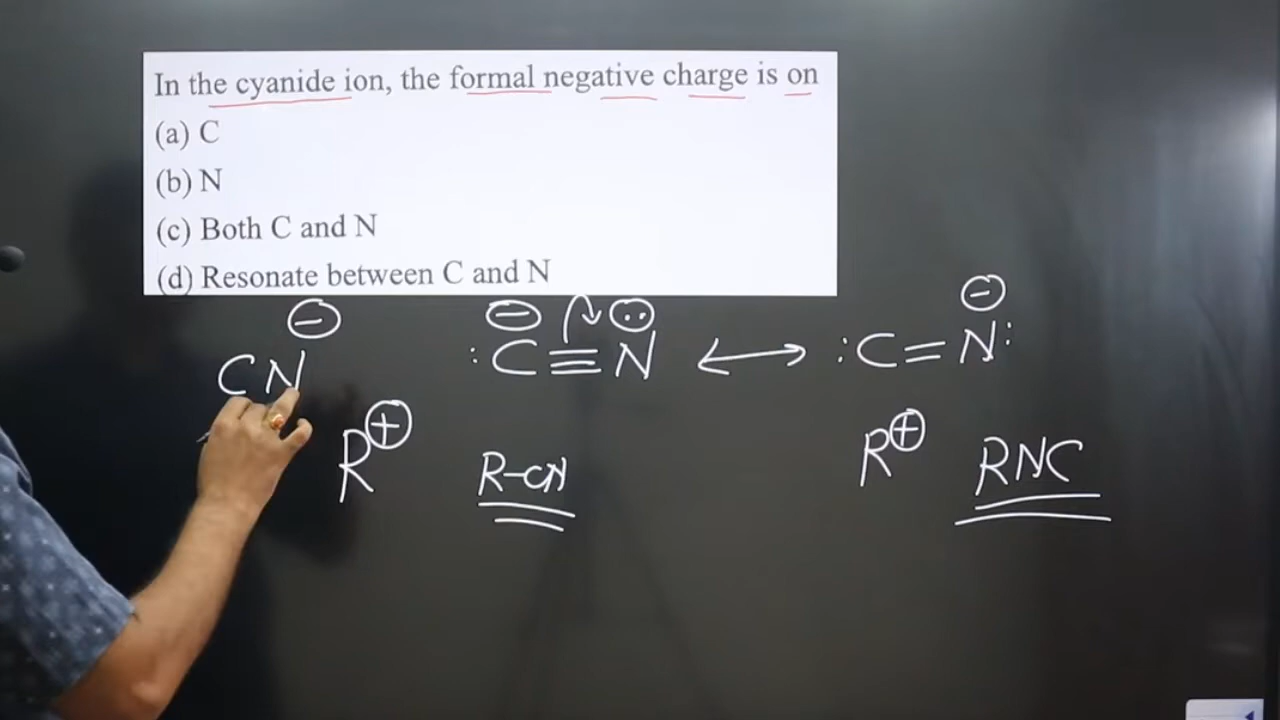 In the cyanide ion, the formal negative charge is on
(a) C
(b) N
(c) Both C and N
(d) Resonate between C and N
CN⊖
:C⊖≡N̈ ⟷ :C=N⊖:
R⊕ R-CN R⊕ RNC